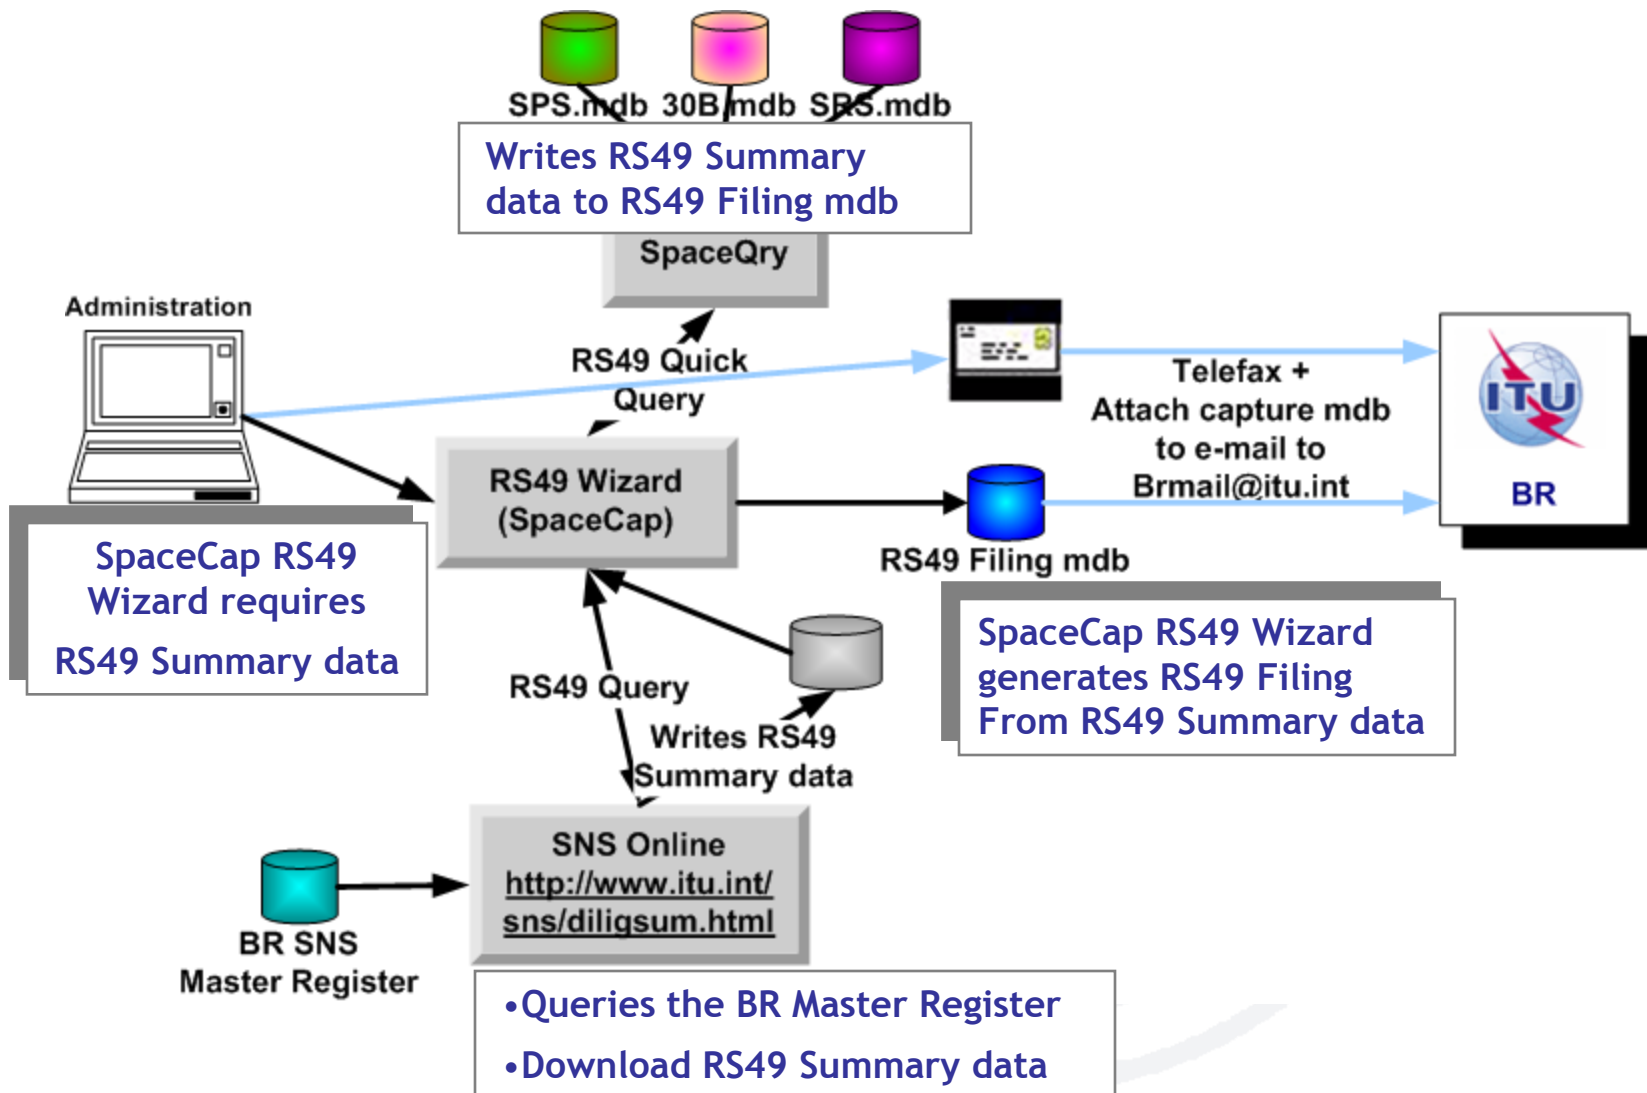 SPS.mdb 30B.mdb SRS.mdb
Writes RS49 Summary
data to RS49 Filing mdb
SpaceQry
Administration
RS49 Quick
Query
Telefax +
Attach capture mdb
to e-mail to
Brmail@itu.int
ITU
BR
RS49 Wizard
(SpaceCap)
RS49 Filing mdb
SpaceCap RS49
Wizard requires
RS49 Summary data
SpaceCap RS49 Wizard
generates RS49 Filing
From RS49 Summary data
RS49 Query
Writes RS49
Summary data
SNS Online
http://www.itu.int/
sns/diligsum.html
BR SNS
Master Register
•Queries the BR Master Register
•Download RS49 Summary data